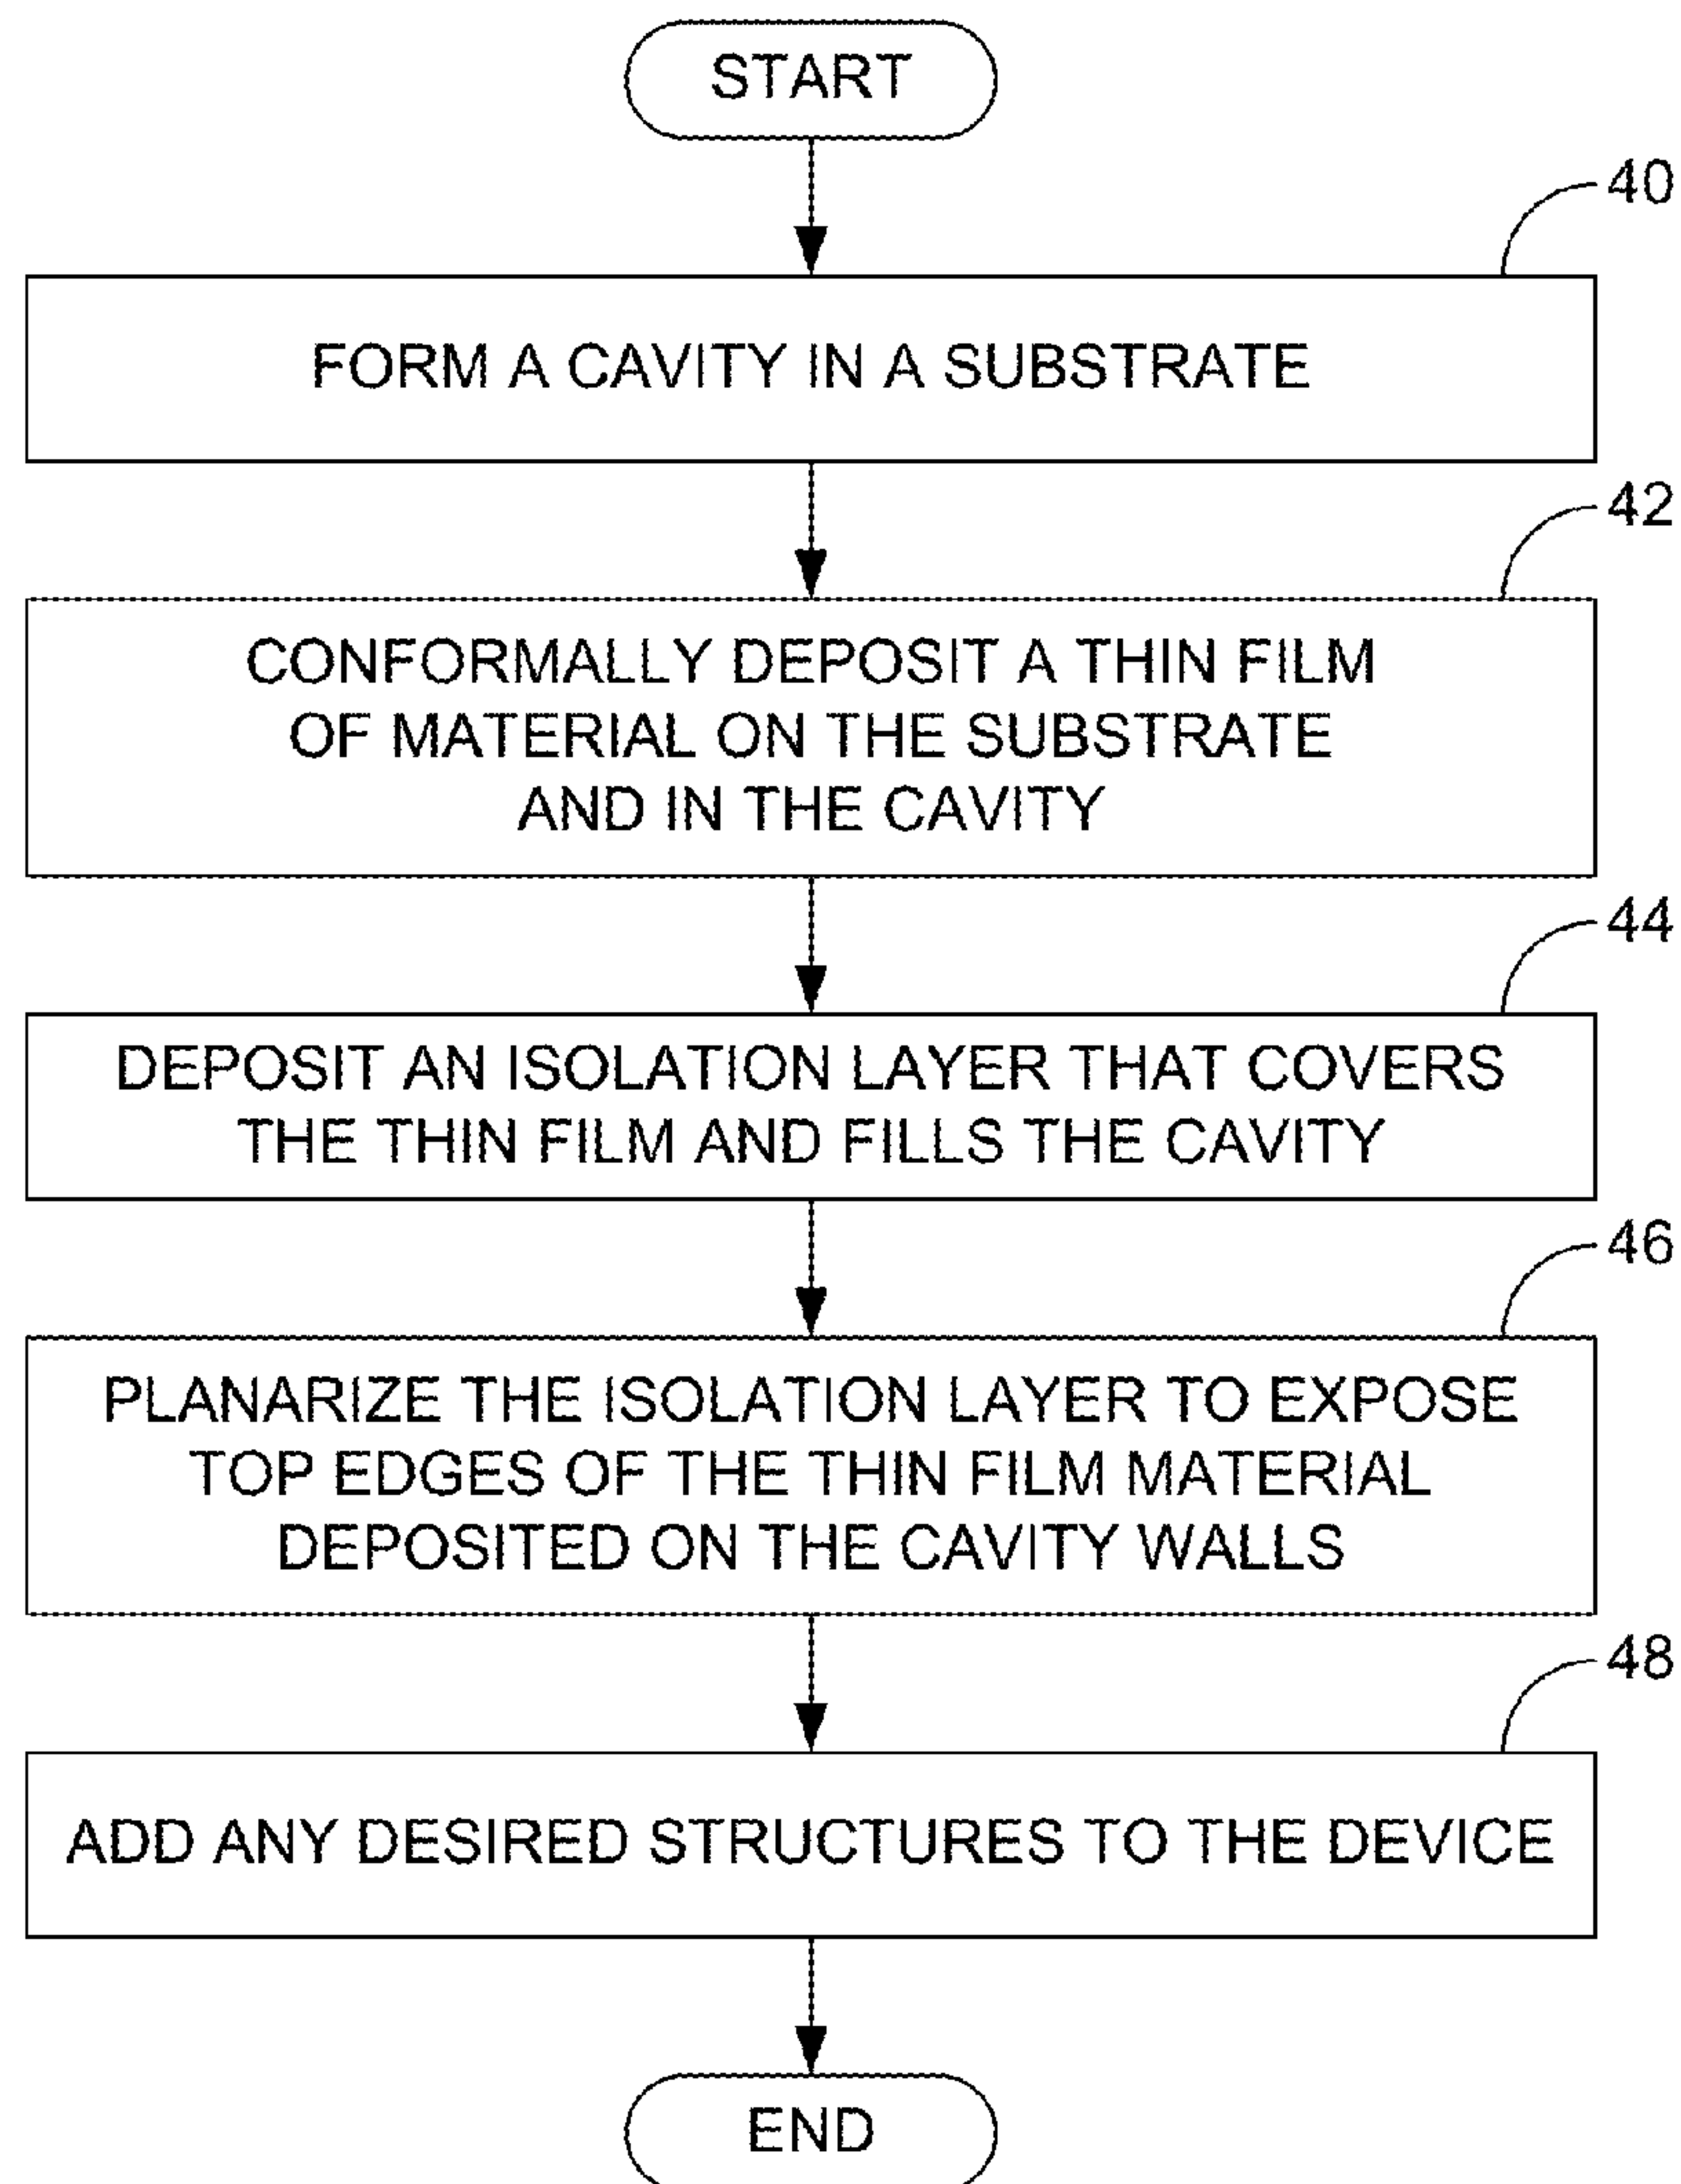 START
40
FORM A CAVITY IN A SUBSTRATE
42
CONFORMALLY DEPOSIT A THIN FILM
OF MATERIAL ON THE SUBSTRATE
AND IN THE CAVITY
44
DEPOSIT AN ISOLATION LAYER THAT COVERS
THE THIN FILM AND FILLS THE CAVITY
46
PLANARIZE THE ISOLATION LAYER TO EXPOSE
TOP EDGES OF THE THIN FILM MATERIAL
DEPOSITED ON THE CAVITY WALLS
48
ADD ANY DESIRED STRUCTURES TO THE DEVICE
END